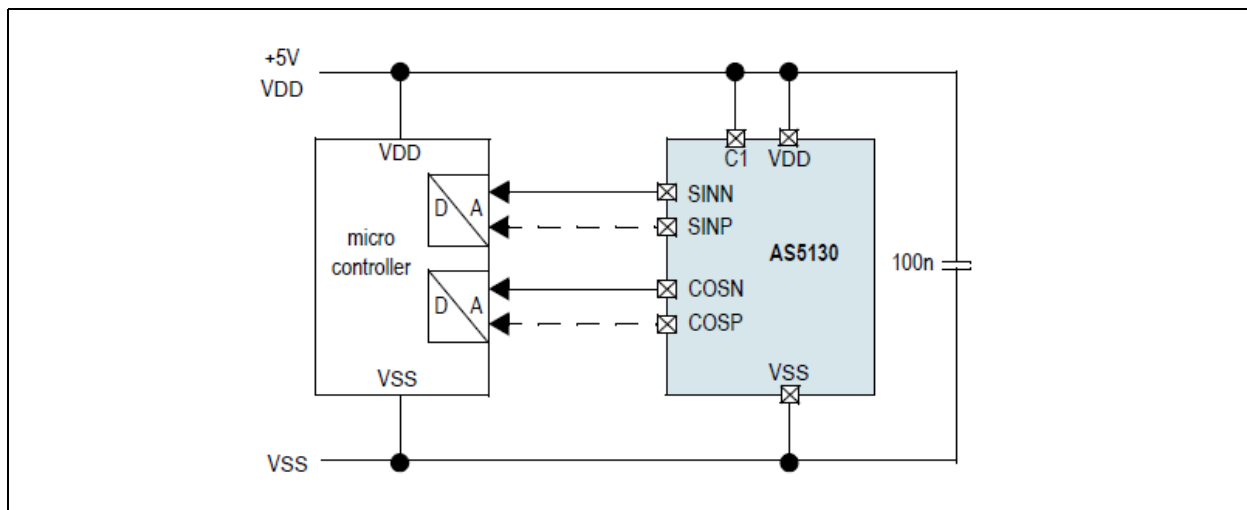 +5V
VDD
VDD
C1 VDD
D A
SINN
SINP
micro
controller
AS5130
100n
D A
COSN
COSP
VSS
VSS
VSS